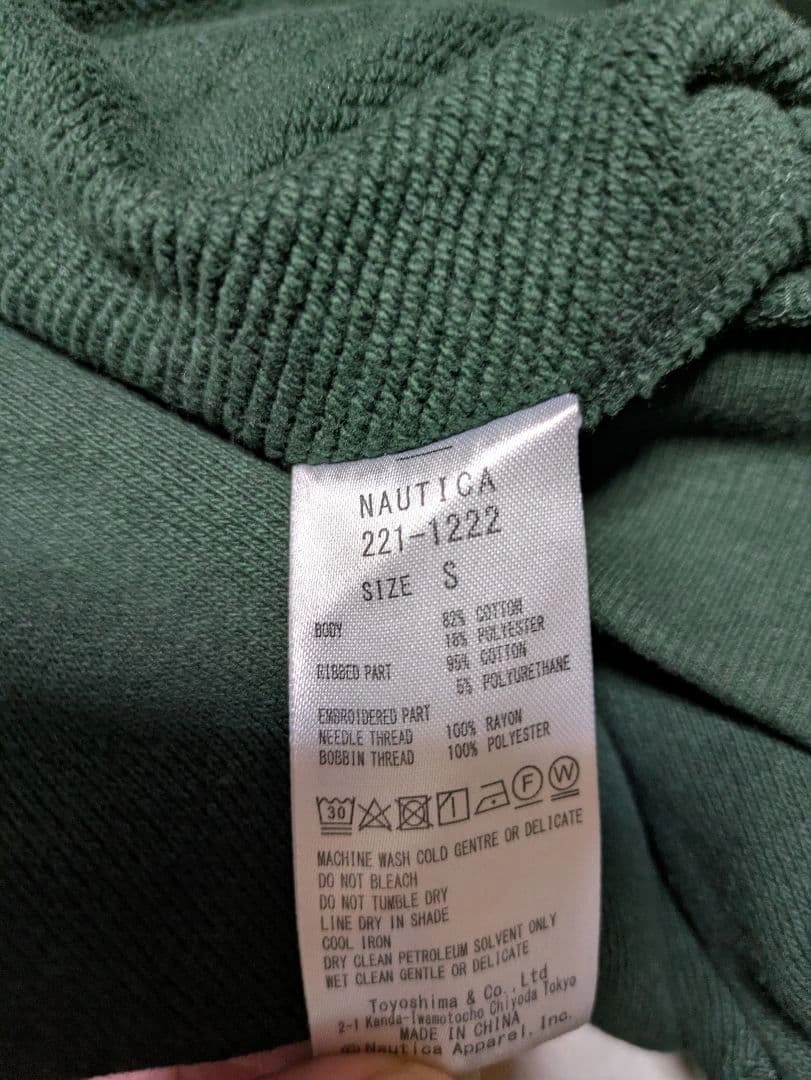 NAUTICA
221-1222
SIZE S
BODY 82% COTTON
18% POLYESTER
RIBBED PART 95% COTTON
5% POLYURETHANE
EMBROIDERED PART
NEEDLE THREAD 100% RAYON
BOBBIN THREAD 100% POLYESTER
30 F W
MACHINE WASH COLD GENTRE OR DELICATE
DO NOT BLEACH
DO NOT TUMBLE DRY
LINE DRY IN SHADE
COOL IRON
DRY CLEAN PETROLEUM SOLVENT ONLY
WET CLEAN GENTLE OR DELICATE
Toyoshima & Co., Ltd
2-1 Kanda-Iwamotocho Chiyoda Tokyo
MADE IN CHINA
Nautica Apparel, Inc.